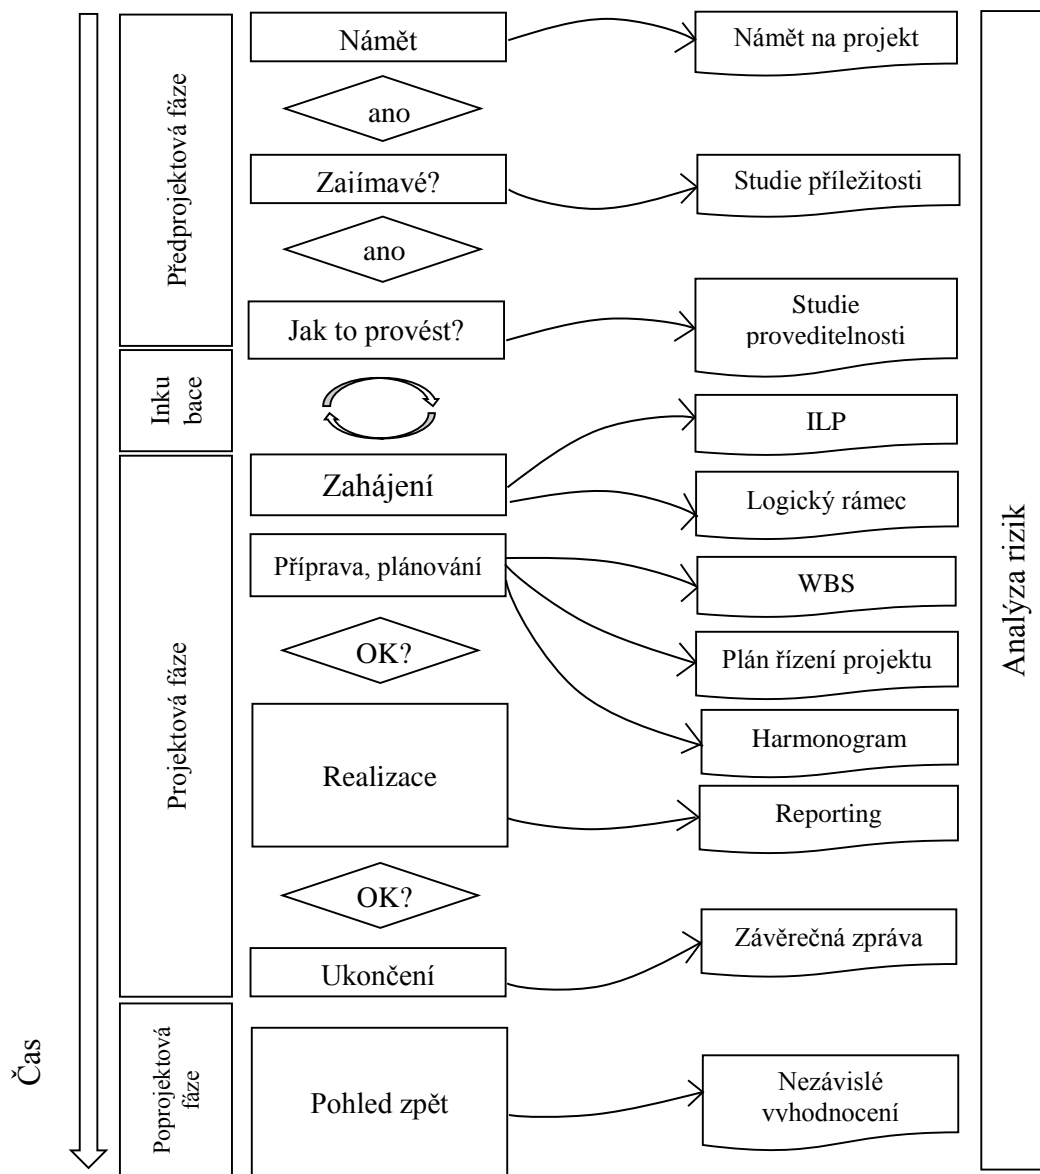 Námět
Námět na projekt
ano
Předprojektová fáze
Zajímavé?
Studie příležitosti
ano
Jak to provést?
Studie
proveditelnosti
Inku
bace
ILP
Zahájení
Logický rámec
Analýza rizik
Příprava, plánování
WBS
OK?
Plán řízení projektu
Projektová fáze
Realizace
Harmonogram
Reporting
OK?
Závěrečná zpráva
Ukončení
Čas
Poprojektová
fáze
Pohled zpět
Nezávislé
vyhodnocení